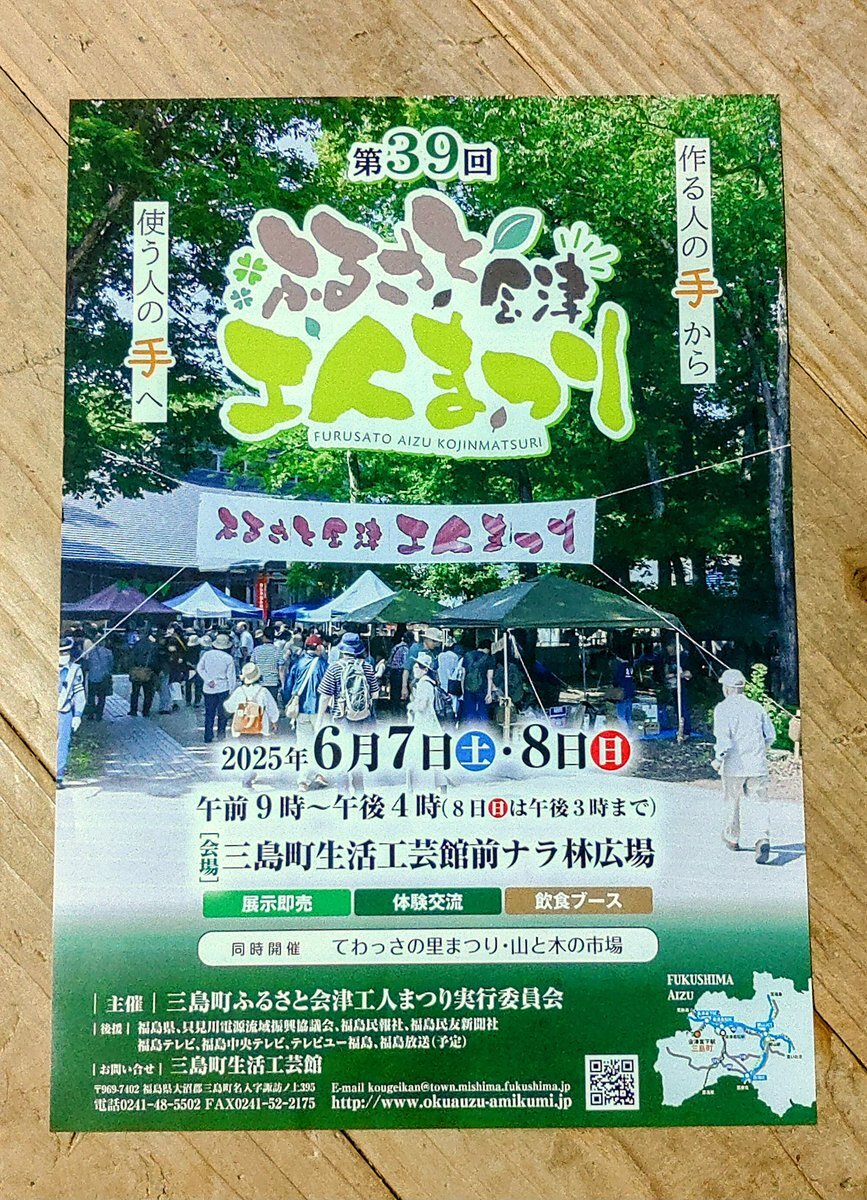 第39回
作る人の手から
使う人の手へ
ふるさと会津
工人まつり
FURUSATO AIZU KOJINMATSURI
ふるさと会津 工人まつり
2025年6月7日土・8日日
午前9時～午後4時(8日日は午後3時まで)
[会場]三島町生活工芸館前ナラ林広場
展示即売 体験交流 飲食ブース
同時開催 てわっさの里まつり・山と木の市場
|主催| 三島町ふるさと会津工人まつり実行委員会
|後援| 福島県、只見川電源流域振興協議会、福島民報社、福島民友新聞社
福島テレビ、福島中央テレビ、テレビユー福島、福島放送(予定)
|お問い合せ| 三島町生活工芸館
〒969-7402 福島県大沼郡三島町名入字諏訪ノ上395
E-mail kougeikan@town.mishima.fukushima.jp
電話0241-48-5502 FAX0241-52-2175
http://www.okuauzu-amikumi.jp
FUKUSHIMA
AIZU
会津宮下駅
三島町